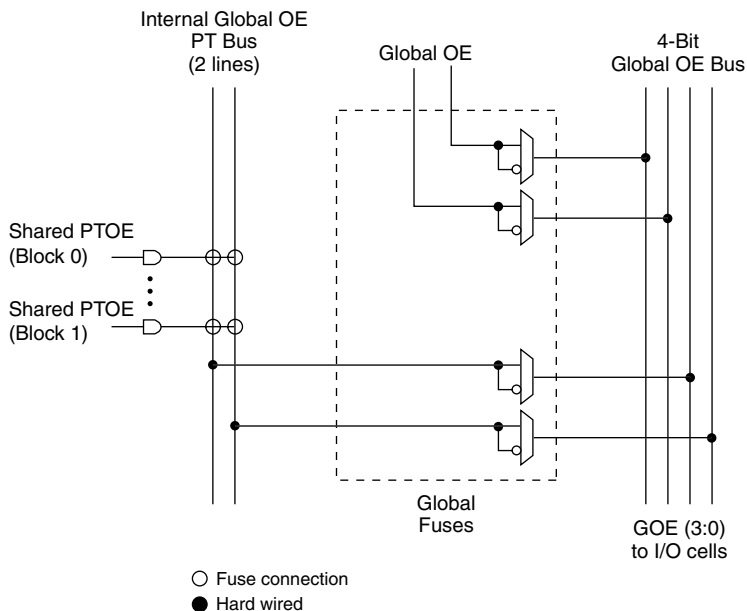 Internal Global OE
PT Bus
(2 lines)
Global OE
4-Bit
Global OE Bus
Shared PTOE
(Block 0)
Shared PTOE
(Block 1)
Global
Fuses
GOE (3:0)
to I/O cells
Fuse connection
Hard wired